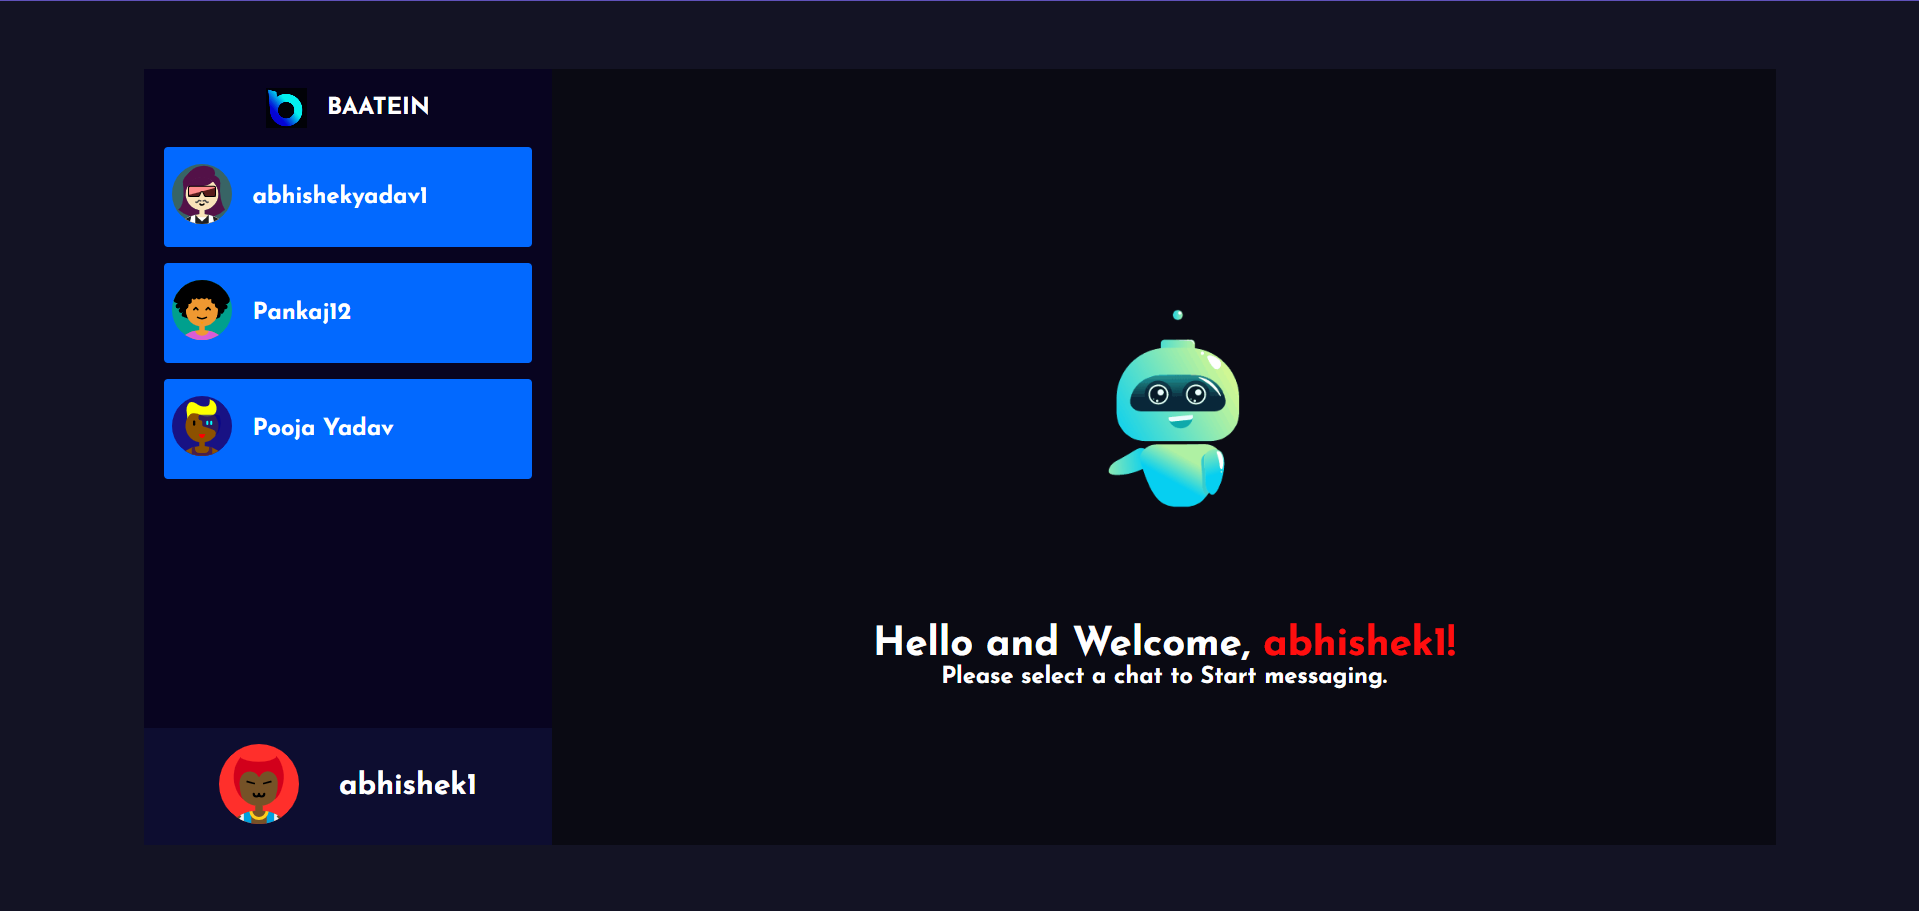 BAATEIN
abhishekyadav1
Pankaj12
Pooja Yadav
abhishek1
Hello and Welcome, abhishek1!
Please select a chat to Start messaging.